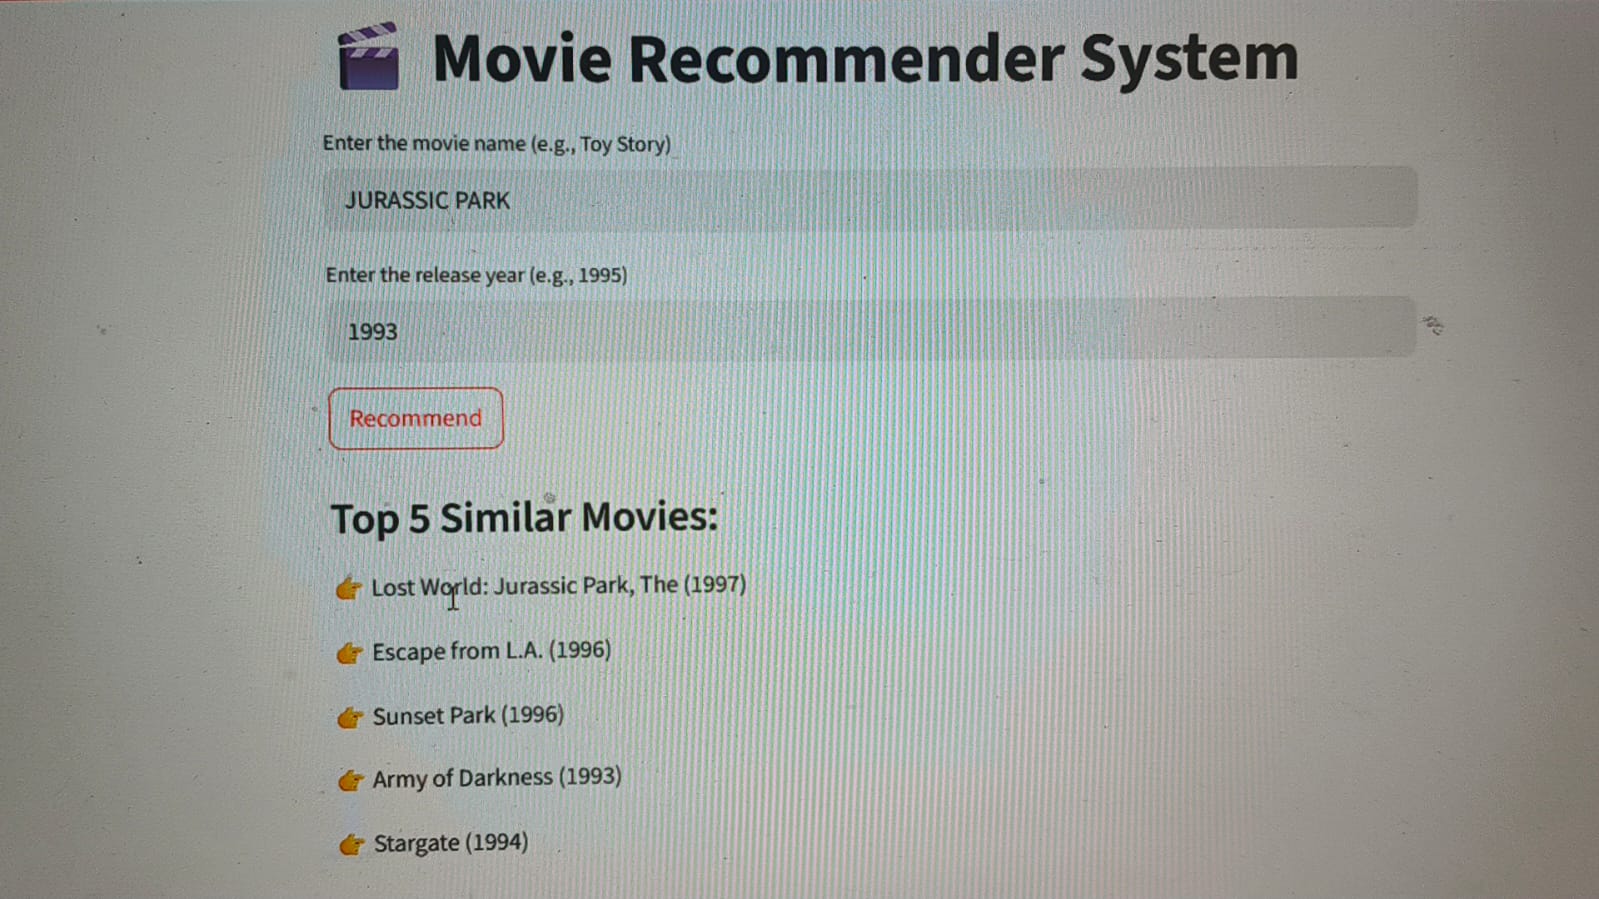 Movie Recommender System
Enter the movie name (e.g., Toy Story)
JURASSIC PARK
Enter the release year (e.g., 1995)
1993
Recommend
Top 5 Similar Movies:
👉 Lost World: Jurassic Park, The (1997)
👉 Escape from L.A. (1996)
👉 Sunset Park (1996)
👉 Army of Darkness (1993)
👉 Stargate (1994)